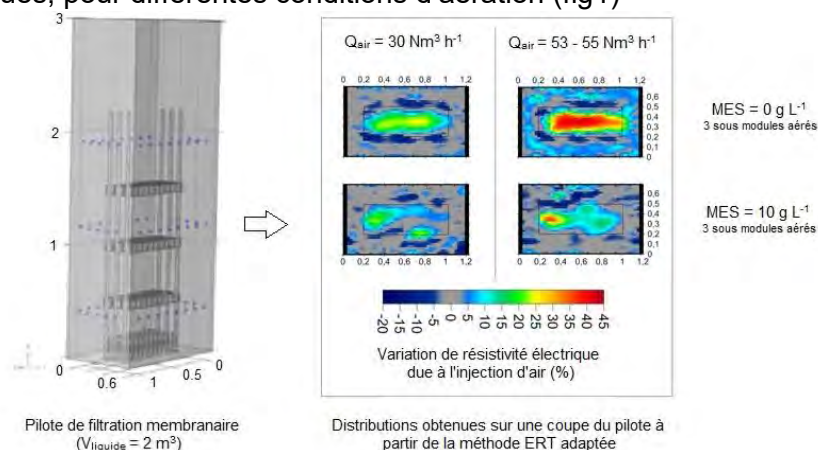 ques, pour différentes conditions d'aération (fig1)
3
2
1
0
0.6
1
0.5
0
Pilote de filtration membranaire
(Vliquide = 2 m³)
Qair = 30 Nm³ h-1
Qair = 53 - 55 Nm³ h-1
0 0,2 0,4 0,6 0,8 1 1,2
0 0,2 0,4 0,6 0,8 1 1,2
0,6
0,5
0,4
0,3
0,2
0,1
0
MES = 0 g L-1
3 sous modules aérés
0,6
0,5
0,4
0,3
0,2
0,1
0
MES = 10 g L-1
3 sous modules aérés
0 0,2 0,4 0,6 0,8 1 1,2
0 0,2 0,4 0,6 0,8 1 1,2
-20 -15 -10 -5 0 5 10 15 20 25 30 35 40 45
Variation de résistivité électrique
due à l'injection d'air (%)
Distributions obtenues sur une coupe du pilote à
partir de la méthode ERT adaptée